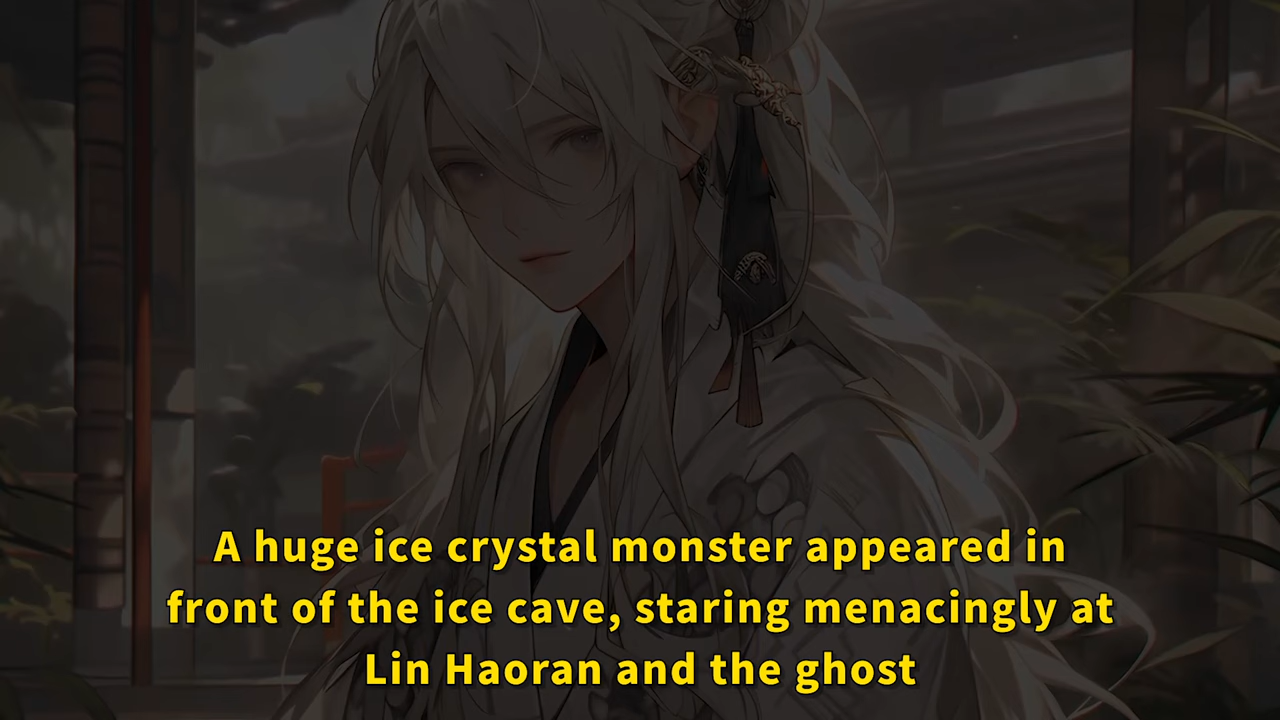 A huge ice crystal monster appeared in
front of the ice cave, staring menacingly at
Lin Haoran and the ghost